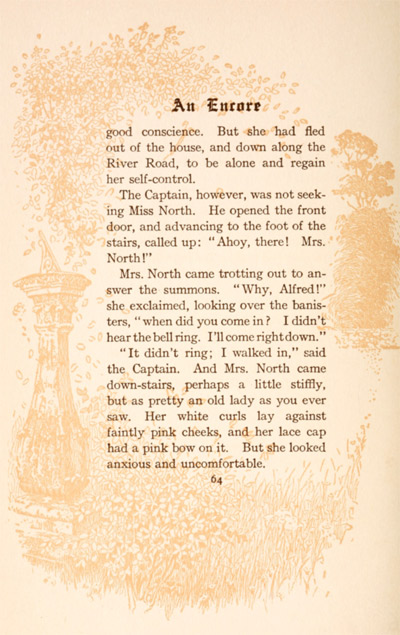 An Encore
good conscience. But she had fled
out of the house, and down along the
River Road, to be alone and regain
her self-control.
The Captain, however, was not seek-
ing Miss North. He opened the front
door, and advancing to the foot of the
stairs, called up: "Ahoy, there! Mrs.
North!"
Mrs. North came trotting out to an-
swer the summons. "Why, Alfred!"
she exclaimed, looking over the banis-
ters, "when did you come in? I didn't
hear the bell ring. I'll come right down."
"It didn't ring; I walked in," said
the Captain. And Mrs. North came
down-stairs, perhaps a little stiffly,
but as pretty an old lady as you ever
saw. Her white curls lay against
faintly pink cheeks, and her lace cap
had a pink bow on it. But she looked
anxious and uncomfortable.
64